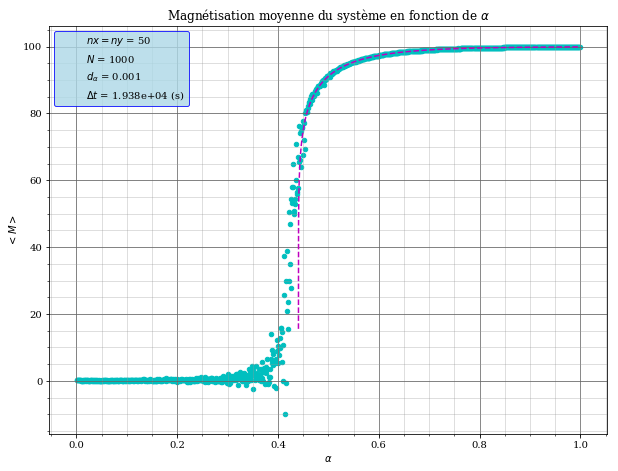 Magnétisation moyenne du système en fonction de α
nx = ny = 50
N = 1000
dα = 0.001
Δt = 1.938e+04 (s)
100
80
60
40
20
0
< M >
0.0 0.2 0.4 0.6 0.8 1.0
α